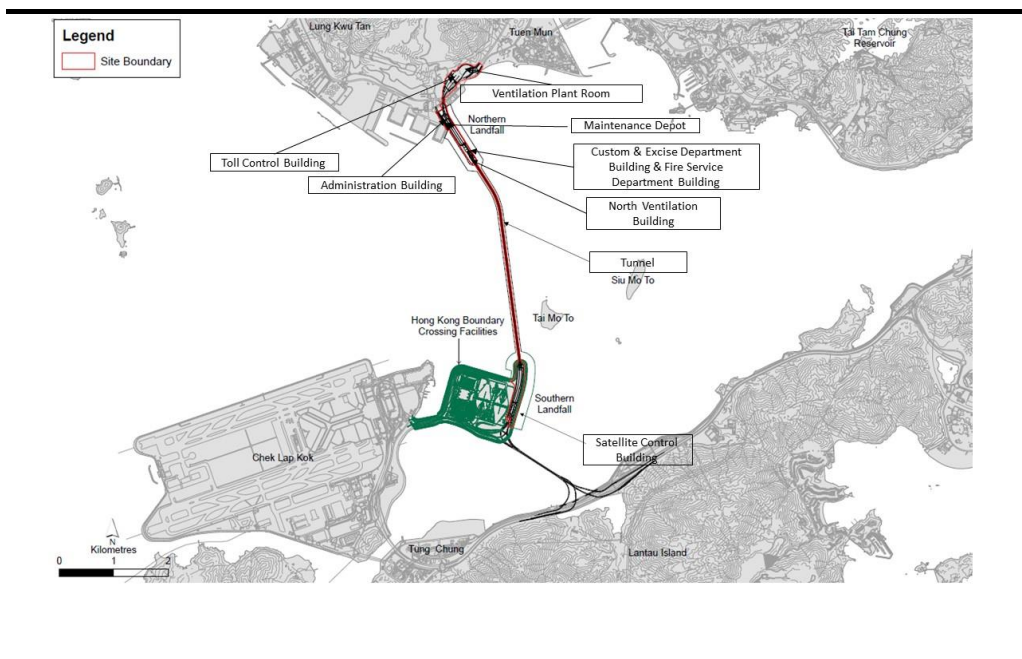 Legend
Site Boundary
Lung Kwu Tan
Tuen Mun
Tai Tam Chung
Reservoir
Ventilation Plant Room
Northern
Landfall
Maintenance Depot
Toll Control Building
Administration Building
Custom & Excise Department
Building & Fire Service
Department Building
North Ventilation
Building
Tunnel
Siu Mo To
Tai Mo To
Hong Kong Boundary
Crossing Facilities
Southern
Landfall
Satellite Control
Building
Chek Lap Kok
Tung Chung
Lantau Island
N
Kilometres
0 1 2